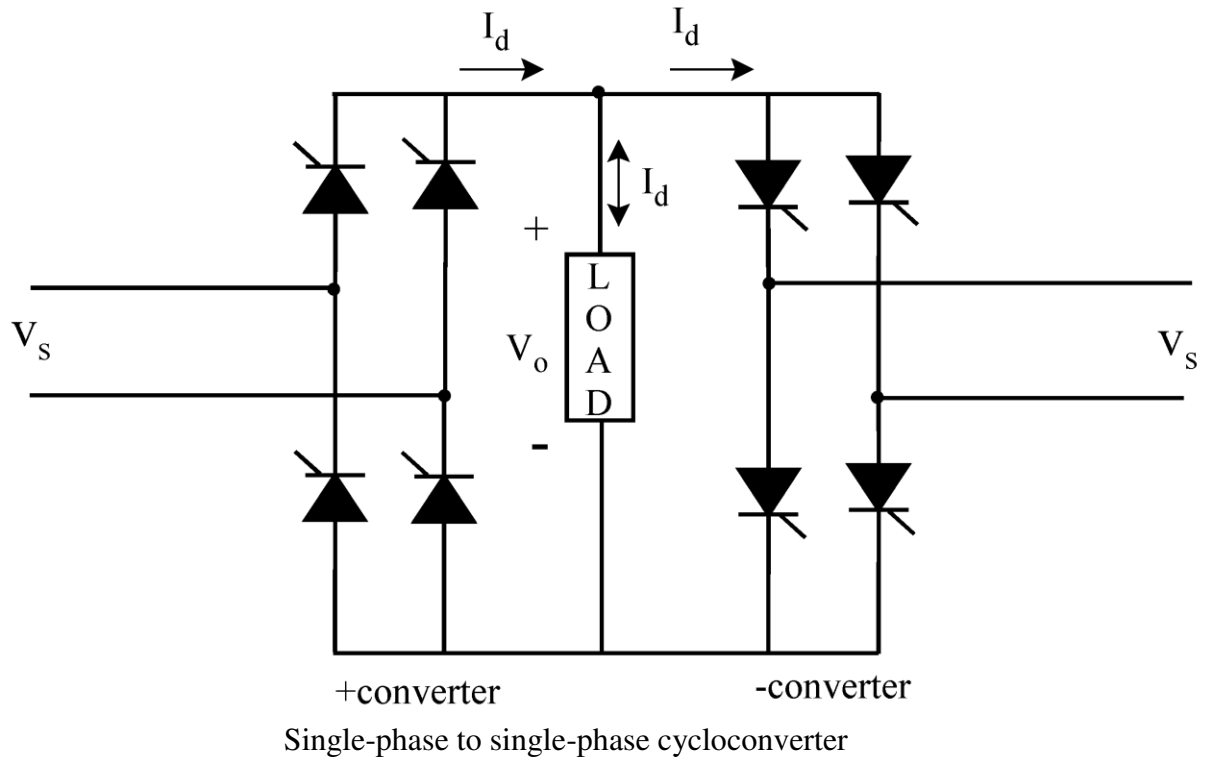 I_d I_d
I_d
+
L
O
A
D
V_s V_o V_s
-
+converter -converter
Single-phase to single-phase cycloconverter